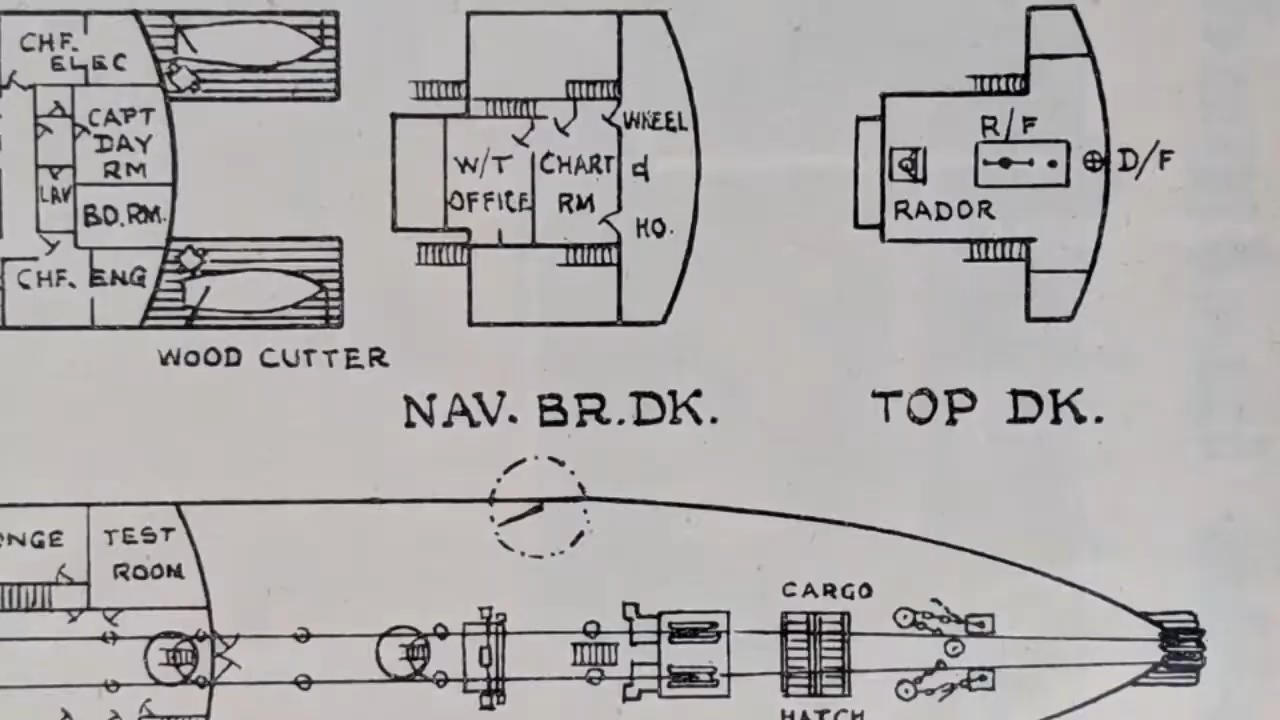 CHF.
ELEC
CAPT
DAY
RM
LAV
BD.RM.
CHF. ENG
WOOD CUTTER
W/T
OFFICE
CHART
RM
WHEEL
HO.
NAV. BR.DK.
R/F
D/F
RADOR
TOP DK.
NGE
TEST
ROOM
CARGO
HATCH